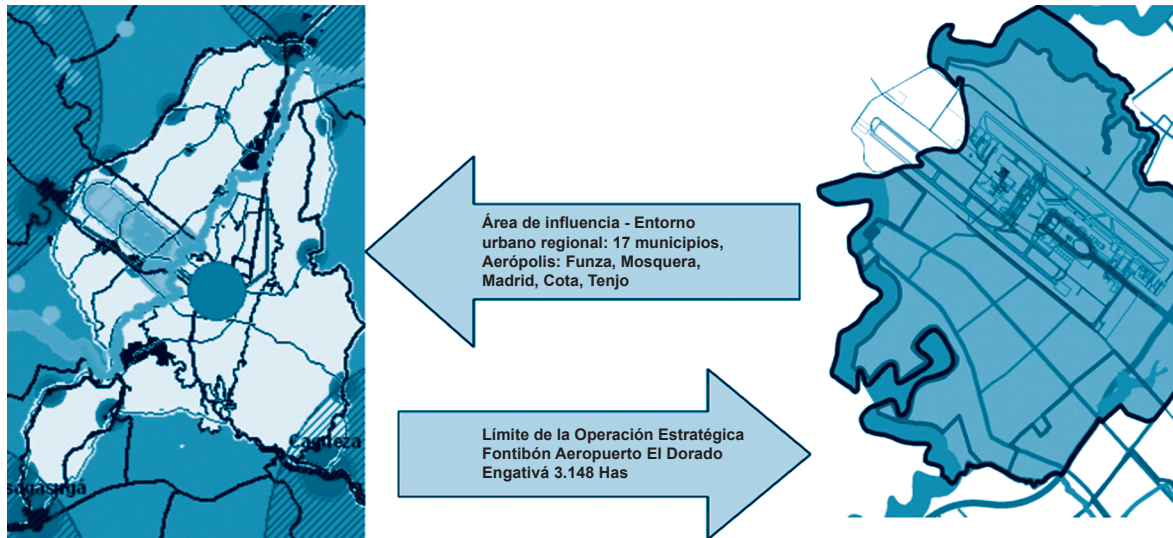 Área de influencia - Entorno
urbano regional: 17 municipios,
Aerópolis: Funza, Mosquera,
Madrid, Cota, Tenjo
Límite de la Operación Estratégica
Fontibón Aeropuerto El Dorado
Engativá 3.148 Has
Caqueza